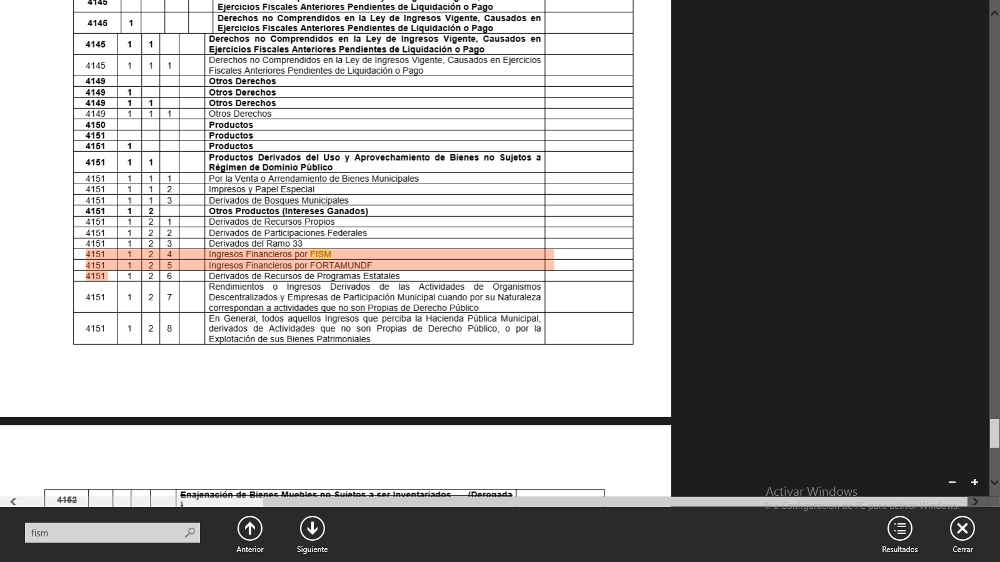 4145
Ejercicios Fiscales Anteriores Pendientes de Liquidación o Pago
4145 1 Derechos no Comprendidos en la Ley de Ingresos Vigente, Causados en
Ejercicios Fiscales Anteriores Pendientes de Liquidación o Pago
4145 1 1 Derechos no Comprendidos en la Ley de Ingresos Vigente, Causados en
Ejercicios Fiscales Anteriores Pendientes de Liquidación o Pago
4145 1 1 1 Derechos no Comprendidos en la Ley de Ingresos Vigente, Causados en Ejercicios
Fiscales Anteriores Pendientes de Liquidación o Pago
4149 Otros Derechos
4149 1 Otros Derechos
4149 1 1 Otros Derechos
4149 1 1 1 Otros Derechos
4150 Productos
4151 Productos
4151 1 Productos
4151 1 1 Productos Derivados del Uso y Aprovechamiento de Bienes no Sujetos a
Régimen de Dominio Público
4151 1 1 1 Por la Venta o Arrendamiento de Bienes Municipales
4151 1 1 2 Impresos y Papel Especial
4151 1 1 3 Derivados de Bosques Municipales
4151 1 2 Otros Productos (Intereses Ganados)
4151 1 2 1 Derivados de Recursos Propios
4151 1 2 2 Derivados de Participaciones Federales
4151 1 2 3 Derivados del Ramo 33
4151 1 2 4 Ingresos Financieros por FISM
4151 1 2 5 Ingresos Financieros por FORTAMUNDF
4151 1 2 6 Derivados de Recursos de Programas Estatales
4151 1 2 7 Rendimientos o Ingresos Derivados de las Actividades de Organismos
Descentralizados y Empresas de Participación Municipal cuando por su Naturaleza
correspondan a actividades que no son Propias de Derecho Público
4151 1 2 8 En General, todos aquellos Ingresos que perciba la Hacienda Pública Municipal,
derivados de Actividades que no son Propias de Derecho Público, o por la
Explotación de sus Bienes Patrimoniales
4152 Enajenación de Bienes Muebles no Sujetos a ser Inventariados (Derogada
)
Activar Windows
Ir a Configuración de PC para activar Windows.
fism
Anterior
Siguiente
Resultados
Cerrar